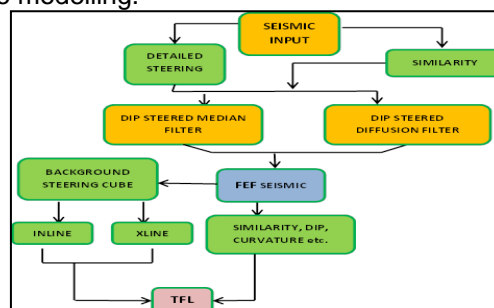 modelling.
SEISMIC
INPUT
DETAILED
STEERING
SIMILARITY
DIP STEERED MEDIAN
FILTER
DIP STEERED
DIFFUSION FILTER
BACKGROUND
STEERING CUBE
FEF SEISMIC
INLINE
XLINE
SIMILARITY, DIP,
CURVATURE etc.
TFL